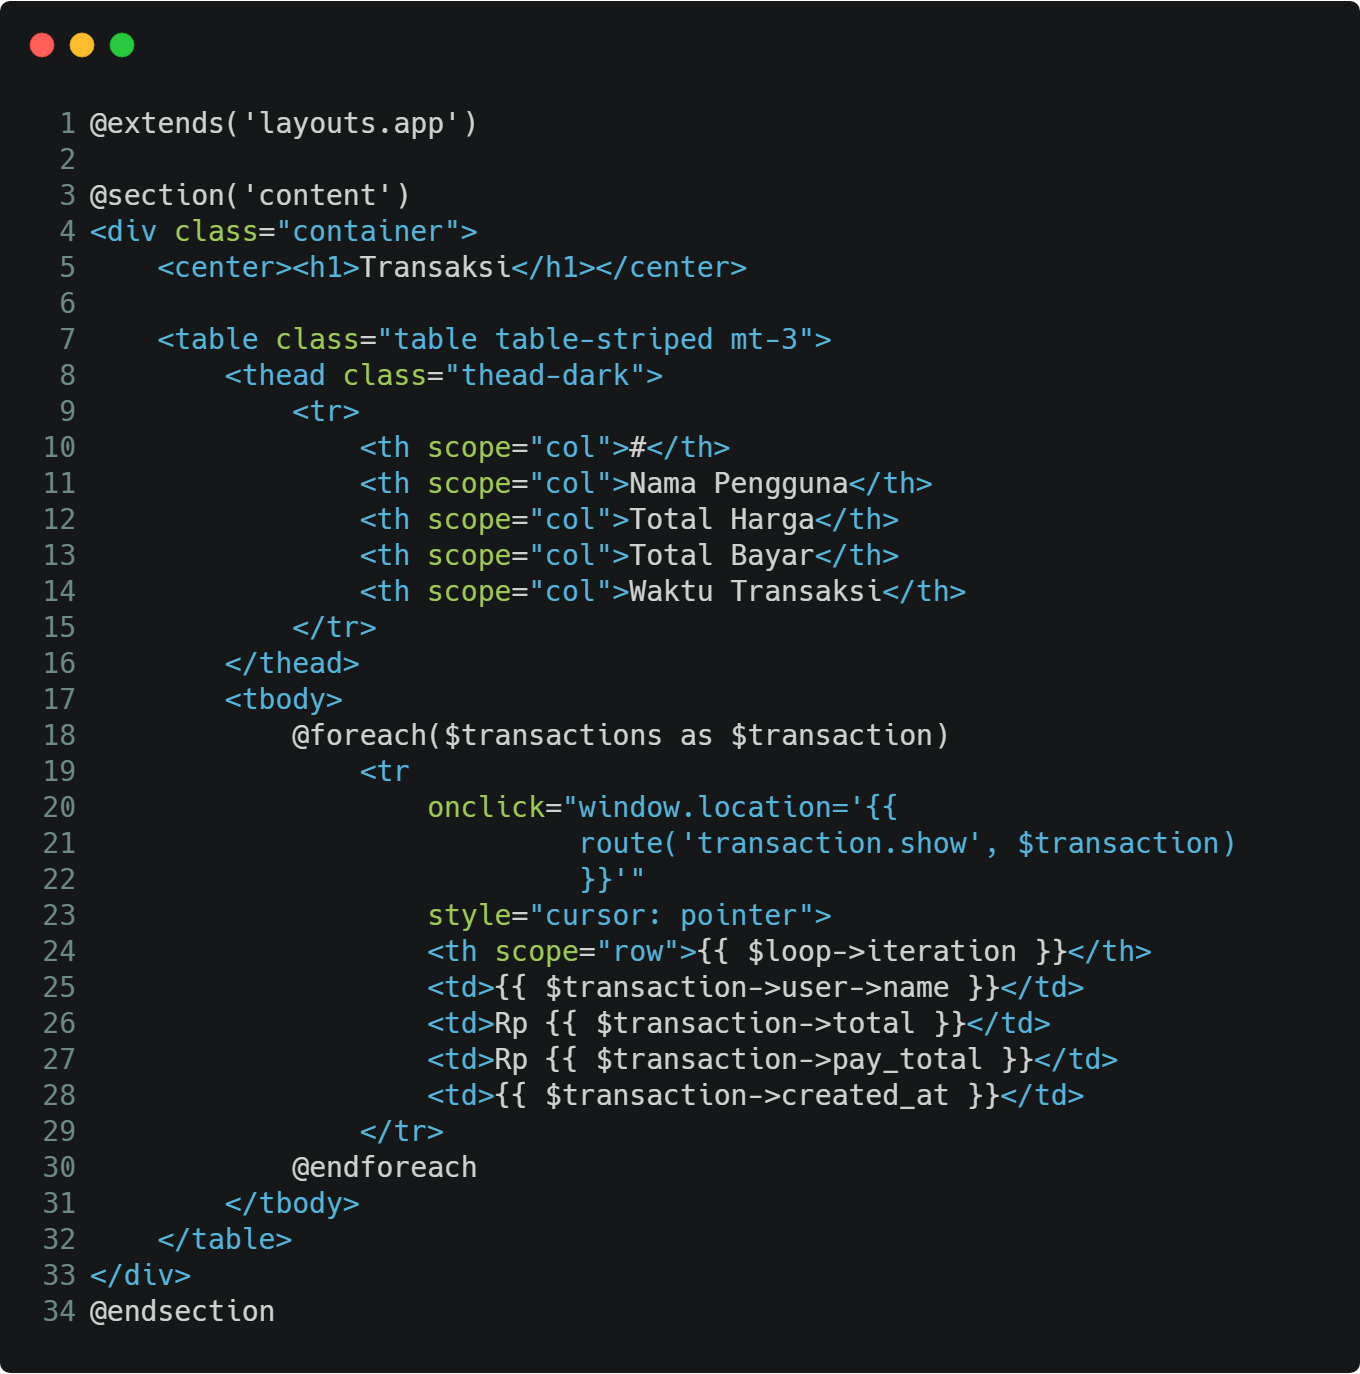 1 @extends('layouts.app')
2
3 @section('content')
4 <div class="container">
5     <center><h1>Transaksi</h1></center>
6
7     <table class="table table-striped mt-3">
8         <thead class="thead-dark">
9             <tr>
10                 <th scope="col">#</th>
11                 <th scope="col">Nama Pengguna</th>
12                 <th scope="col">Total Harga</th>
13                 <th scope="col">Total Bayar</th>
14                 <th scope="col">Waktu Transaksi</th>
15             </tr>
16         </thead>
17         <tbody>
18             @foreach($transactions as $transaction)
19                 <tr
20                     onclick="window.location='{{
21                              route('transaction.show', $transaction)
22                              }}'"
23                     style="cursor: pointer">
24                     <th scope="row">{{ $loop->iteration }}</th>
25                     <td>{{ $transaction->user->name }}</td>
26                     <td>Rp {{ $transaction->total }}</td>
27                     <td>Rp {{ $transaction->pay_total }}</td>
28                     <td>{{ $transaction->created_at }}</td>
29                 </tr>
30             @endforeach
31         </tbody>
32     </table>
33 </div>
34 @endsection